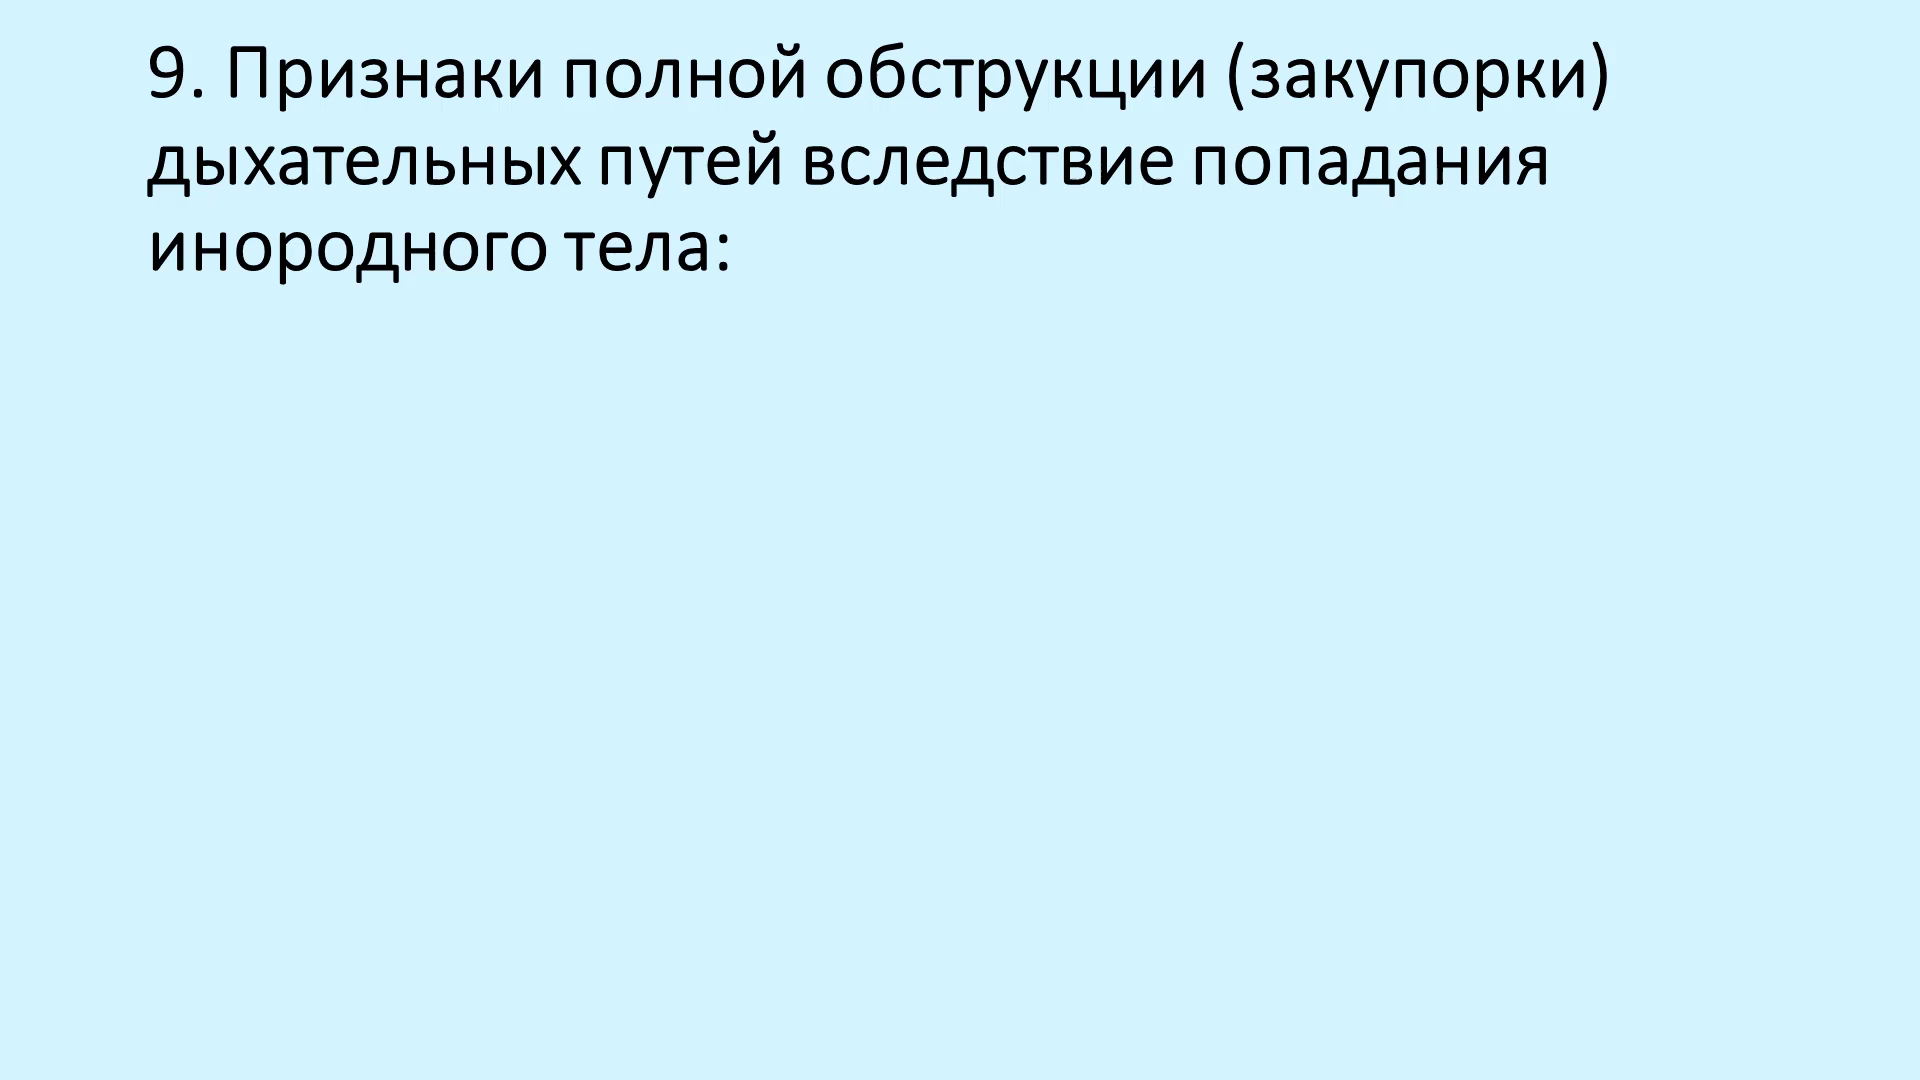 9. Признаки полной обструкции (закупорки)
дыхательных путей вследствие попадания
инородного тела: